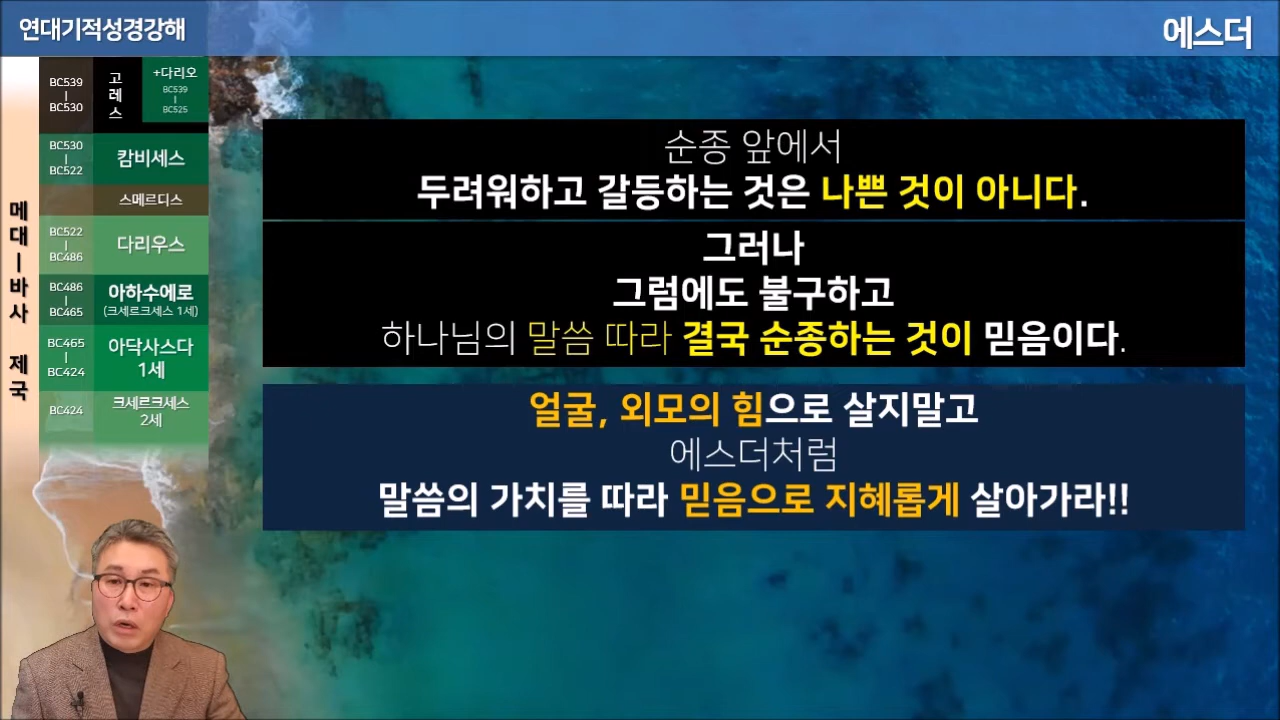 연대기적성경강해
에스더
메대-바사 제국
BC539
|
BC530
고레스
+다리오
BC539
|
BC525
BC530
|
BC522
캄비세스
스메르디스
BC522
|
BC486
다리우스
BC486
|
BC465
아하수에로
(크세르크세스 1세)
BC465
|
BC424
아닥사스다
1세
BC424
크세르크세스
2세
순종 앞에서
두려워하고 갈등하는 것은 나쁜 것이 아니다.
그러나
그럼에도 불구하고
하나님의 말씀 따라 결국 순종하는 것이 믿음이다.
얼굴, 외모의 힘으로 살지말고
에스더처럼
말씀의 가치를 따라 믿음으로 지혜롭게 살아가라!!